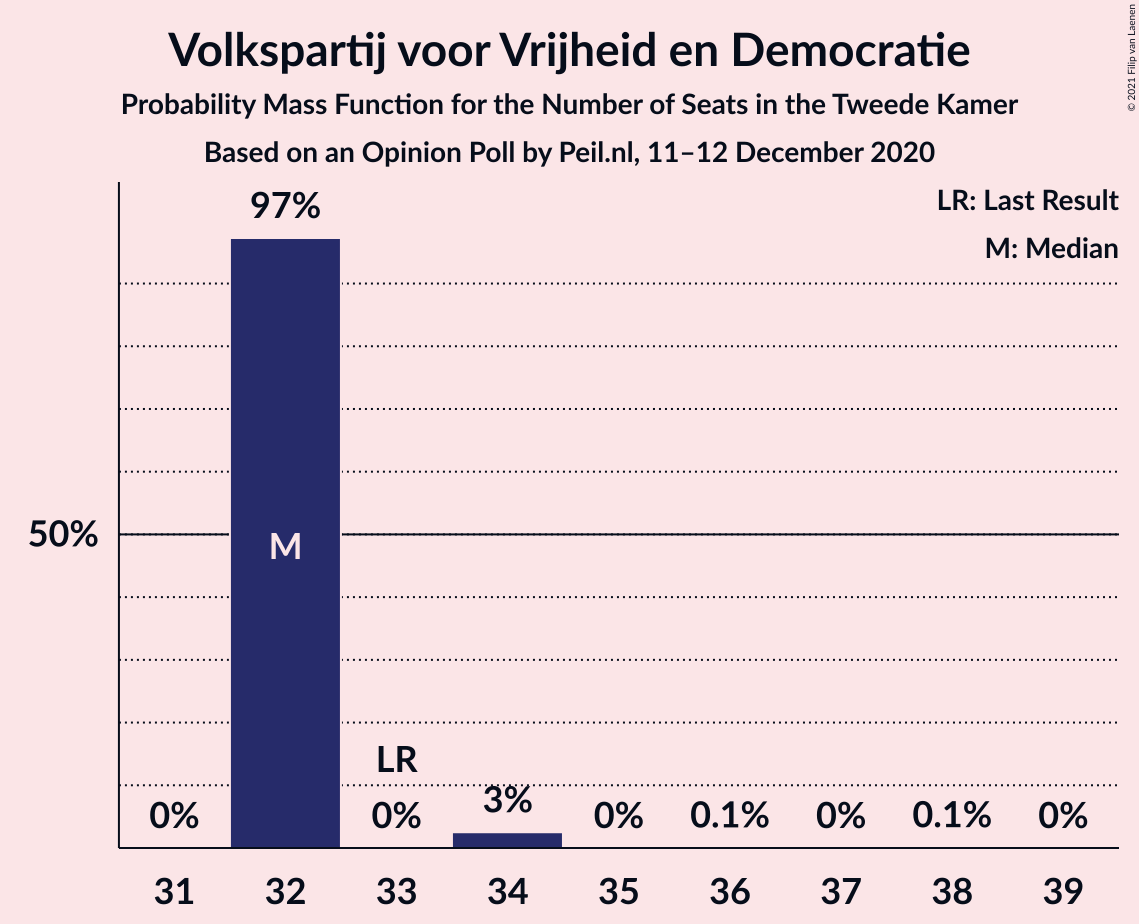 Volkspartij voor Vrijheid en Democratie
Probability Mass Function for the Number of Seats in the Tweede Kamer
Based on an Opinion Poll by Peil.nl, 11–12 December 2020
© 2021 Filip van Laenen
LR: Last Result
M: Median
97%
50%
M
LR
0% 0% 3% 0% 0.1% 0% 0.1% 0%
31 32 33 34 35 36 37 38 39